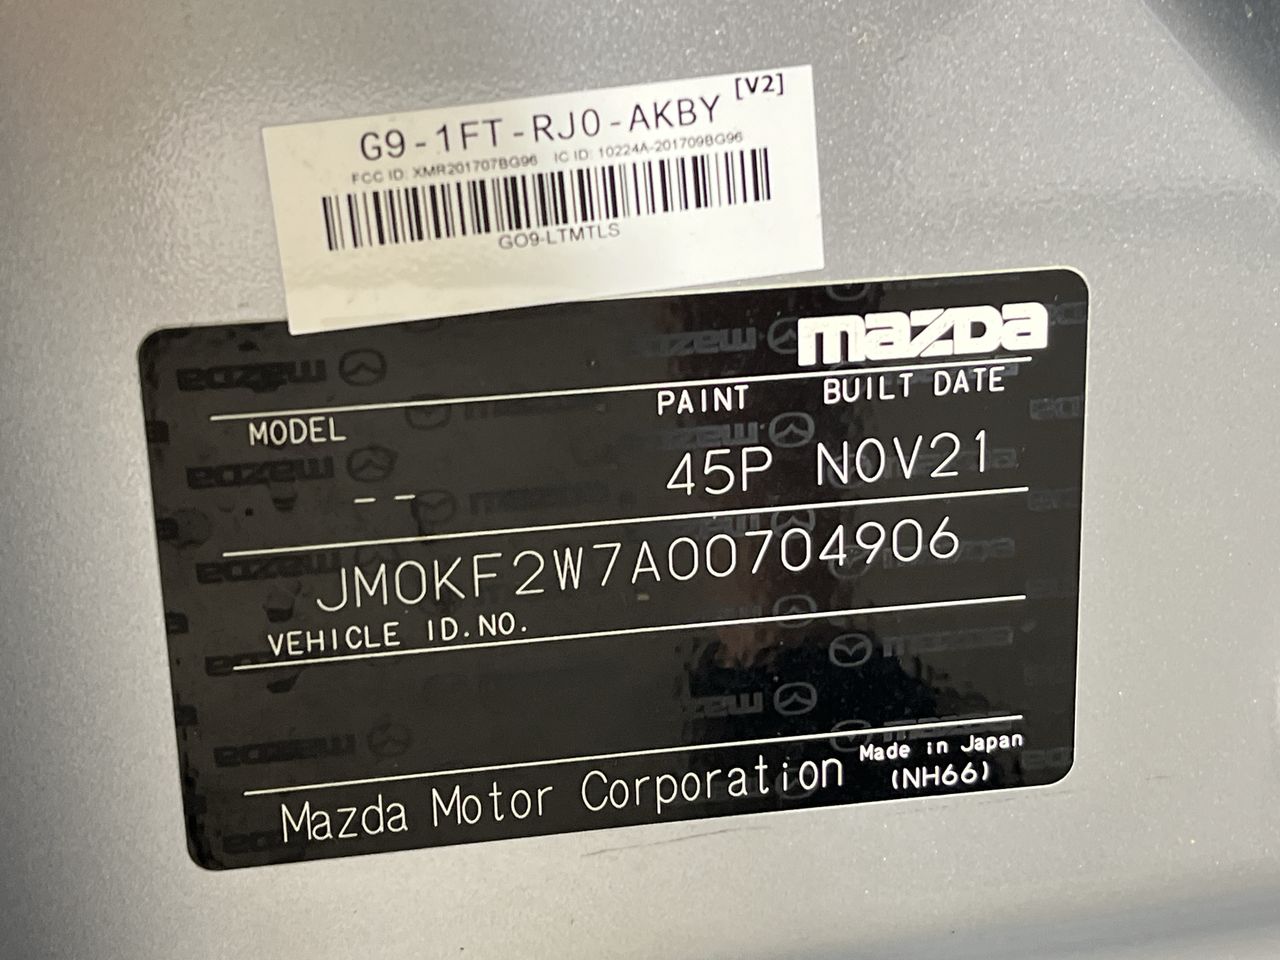 G9-1FT-RJ0-AKBY [V2]
FCC ID: XMR201707BG96 IC ID: 10224A-201709BG96
GO9-LTMTLS
mazda
MODEL PAINT BUILT DATE
-- 45P NOV21
JM0KF2W7A00704906
VEHICLE ID.NO.
Mazda Motor Corporation Made in Japan
(NH66)